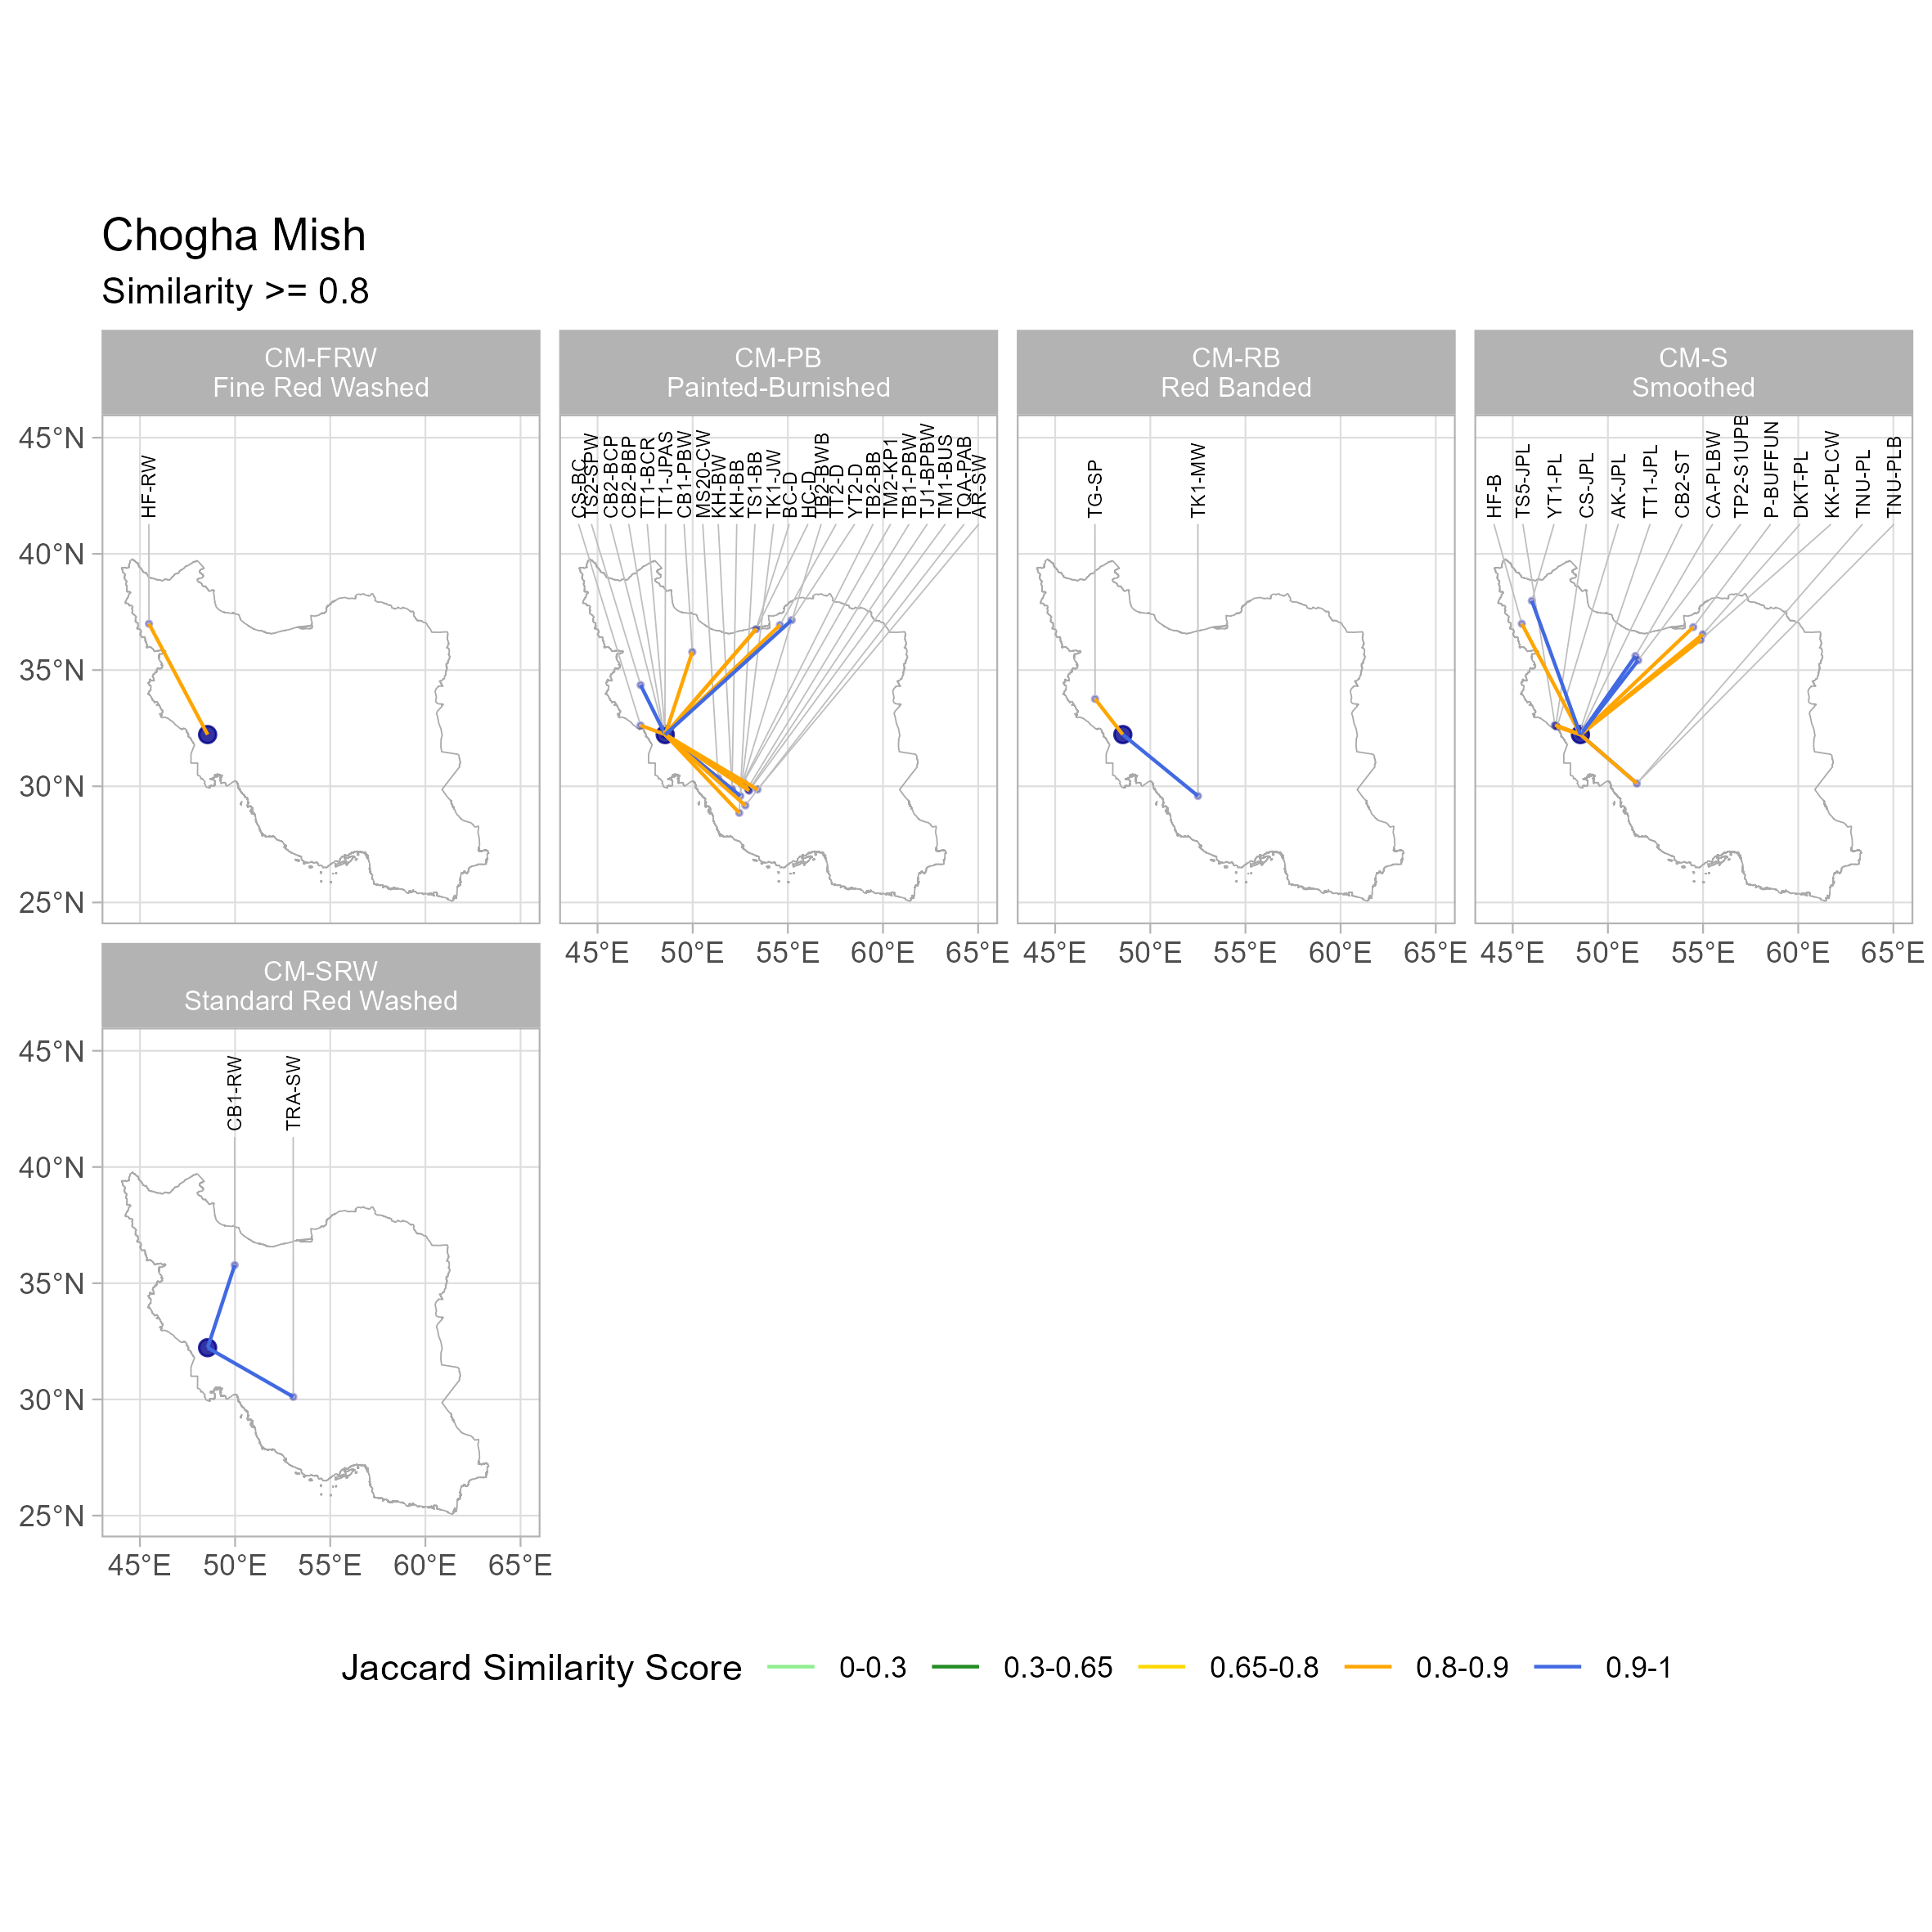 Chogha Mish
Similarity >= 0.8
CM-FRW
Fine Red Washed
CM-PB
Painted-Burnished
CM-RB
Red Banded
CM-S
Smoothed
45°N
40°N
35°N
30°N
25°N
HF-RW
CS-BC
TS2-SPW
CB2-BCP
CB2-BBP
TT1-BCR
TT1-JPAS
CB1-PBW
MS20-CW
KH-BW
KH-BB
TS1-BB
TK1-JW
BC-D
HC-D
TB2-BWB
TT2-D
YT2-D
TB2-BB
TM2-KP1
TB1-PBW
TJ1-BPBW
TM1-BUS
TQA-PAB
AR-SW
TG-SP
TK1-MW
HF-B
TS5-JPL
YT1-PL
CS-JPL
AK-JPL
TT1-JPL
CB2-ST
CA-PLBW
TP2-S1UPB
P-BUFFUN
DKT-PL
KK-PLCW
TNU-PL
TNU-PLB
45°E 50°E 55°E 60°E 65°E
45°E 50°E 55°E 60°E 65°E
45°E 50°E 55°E 60°E 65°E
CM-SRW
Standard Red Washed
45°N
40°N
35°N
30°N
25°N
CB1-RW
TRA-SW
45°E 50°E 55°E 60°E 65°E
Jaccard Similarity Score 0-0.3 0.3-0.65 0.65-0.8 0.8-0.9 0.9-1